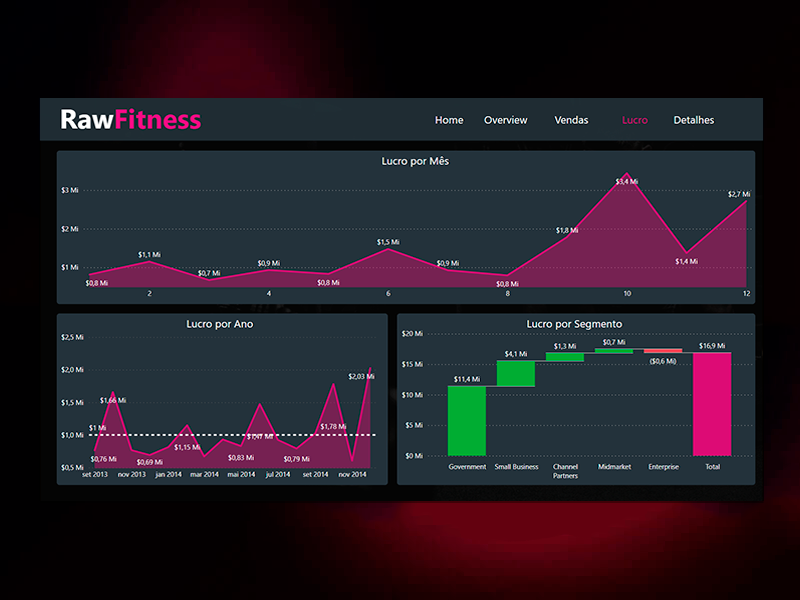 RawFitness
Home Overview Vendas Lucro Detalhes
Lucro por Mês
$3 Mi
$2 Mi
$1 Mi
$0,8 Mi
$1,1 Mi
$0,7 Mi
$0,9 Mi
$0,8 Mi
$1,5 Mi
$0,9 Mi
$0,8 Mi
$1,8 Mi
$3,4 Mi
$1,4 Mi
$2,7 Mi
2 4 6 8 10 12
Lucro por Ano
$2,5 Mi
$2,0 Mi
$1,5 Mi
$1,0 Mi
$0,5 Mi
$1 Mi
$0,76 Mi
$1,66 Mi
$0,69 Mi
$1,15 Mi
$0,83 Mi
$1,47 Mi
$0,79 Mi
$1,78 Mi
$2,03 Mi
set 2013 nov 2013 jan 2014 mar 2014 mai 2014 jul 2014 set 2014 nov 2014
Lucro por Segmento
$20 Mi
$15 Mi
$10 Mi
$5 Mi
$0 Mi
$11,4 Mi
$4,1 Mi
$1,3 Mi
$0,7 Mi
($0,6 Mi)
$16,9 Mi
Government Small Business Channel Midmarket Enterprise Total
Partners